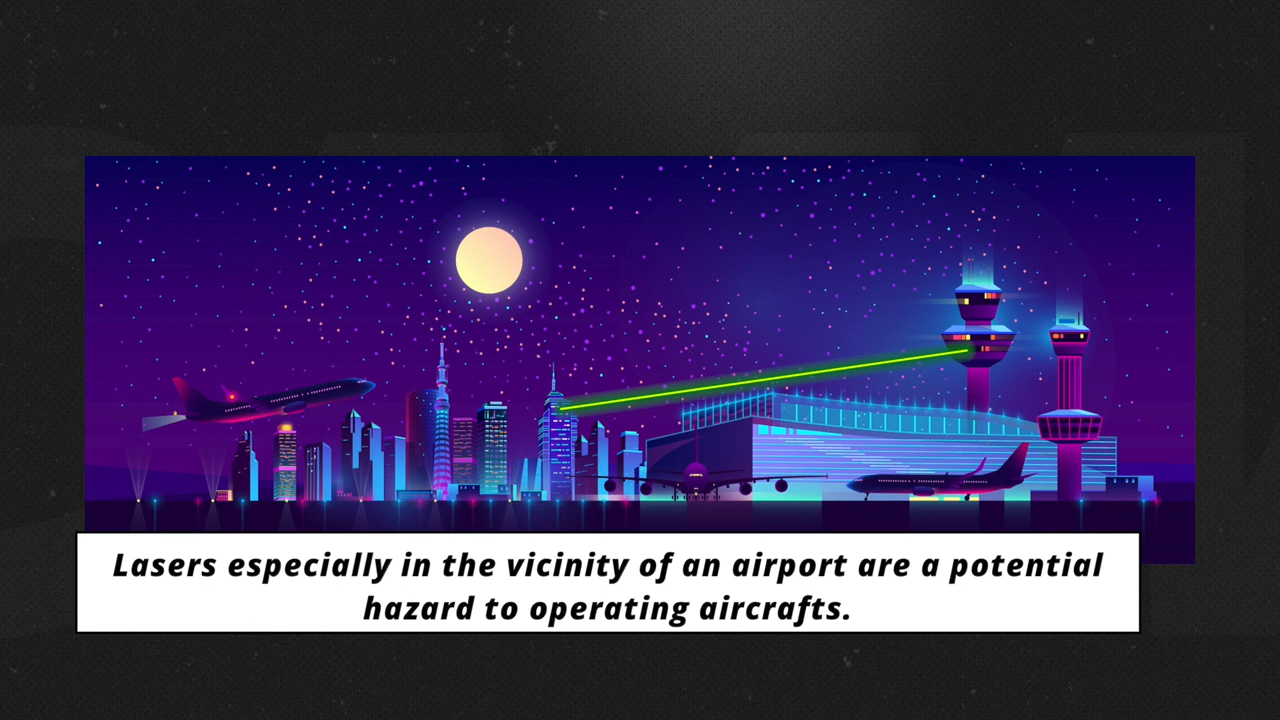 Lasers especially in the vicinity of an airport are a potential
hazard to operating aircrafts.